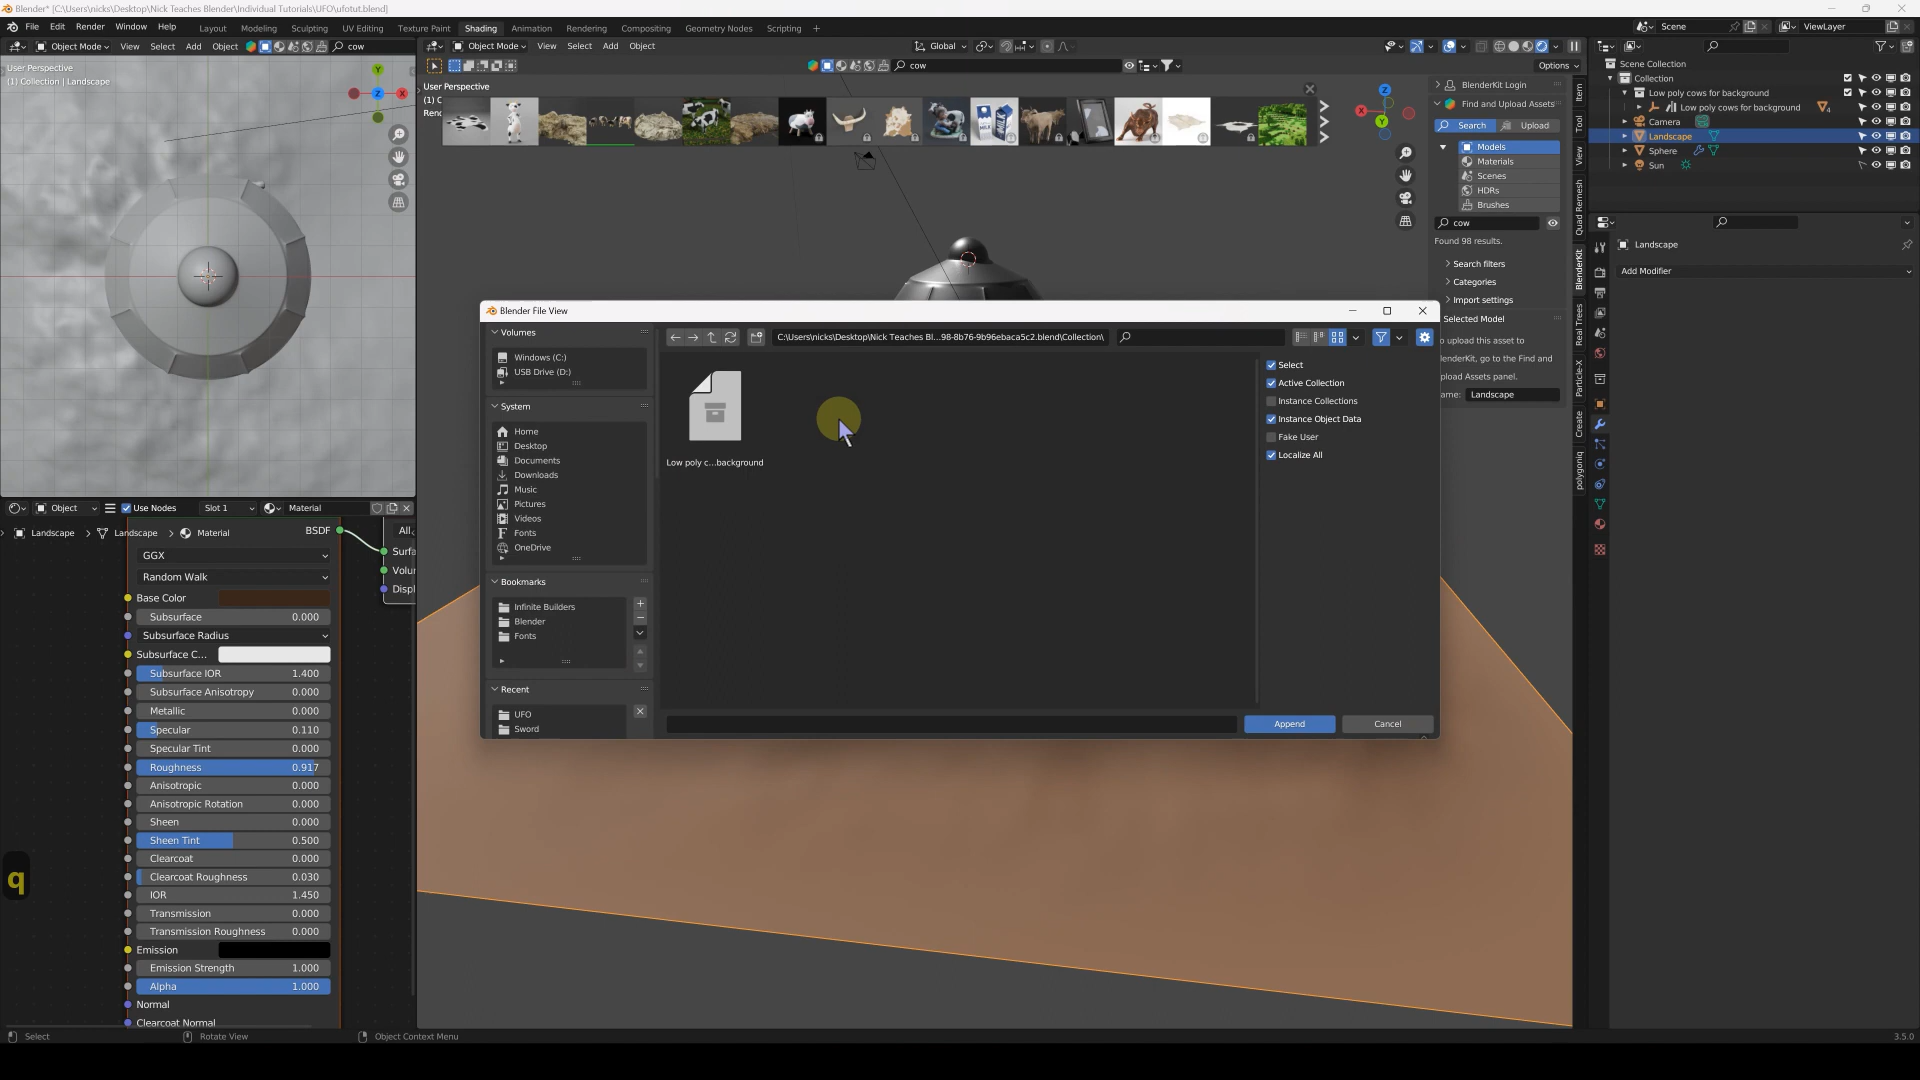 Blender* [C:\Users\nicks\Desktop\Nick Teaches Blender\Individual Tutorials\UFO\ufotut.blend]
File Edit Render Window Help Layout Modeling Sculpting UV Editing Texture Paint Shading Animation Rendering Compositing Geometry Nodes Scripting + Scene ViewLayer
Object Mode View Select Add Object cow Object Mode View Select Add Object Global
cow Options
User Perspective
(1) Collection | Landscape
Y
Z
X
User Perspective
(1) C
Renc
Z
X
Y
BlenderKit Login
Find and Upload Assets
Search Upload
Models
Materials
Scenes
HDRs
Brushes
cow
Found 98 results.
Search filters
Categories
Import settings
Selected Model
o upload this asset to
lenderKit, go to the Find and
pload Assets panel.
ame: Landscape
Item
Tool
View
Quad Remesh
BlenderKit
Real Trees
Particle-X
Create
polygoniq
Scene Collection
Collection
Low poly cows for background
Low poly cows for background 4
Camera
Landscape
Sphere
Sun
Landscape
Add Modifier
Blender File View
Volumes
Windows (C:)
USB Drive (D:)
System
Home
Desktop
Documents
Downloads
Music
Pictures
Videos
Fonts
OneDrive
Bookmarks
Infinite Builders
Blender
Fonts
Recent
UFO
Sword
C:\Users\nicks\Desktop\Nick Teaches Bl...98-8b76-9b96ebaca5c2.blend\Collection\
Low poly c...background
Select
Active Collection
Instance Collections
Instance Object Data
Fake User
Localize All
Append Cancel
Object Use Nodes Slot 1 Material
Landscape > Landscape > Material
BSDF
All
Surfa
Volu
Displ
GGX
Random Walk
Base Color
Subsurface 0.000
Subsurface Radius
Subsurface C...
Subsurface IOR 1.400
Subsurface Anisotropy 0.000
Metallic 0.000
Specular 0.110
Specular Tint 0.000
Roughness 0.917
Anisotropic 0.000
Anisotropic Rotation 0.000
Sheen 0.000
Sheen Tint 0.500
Clearcoat 0.000
Clearcoat Roughness 0.030
IOR 1.450
Transmission 0.000
Transmission Roughness 0.000
Emission
Emission Strength 1.000
Alpha 1.000
Normal
Clearcoat Normal
q
Select Rotate View Object Context Menu 3.5.0